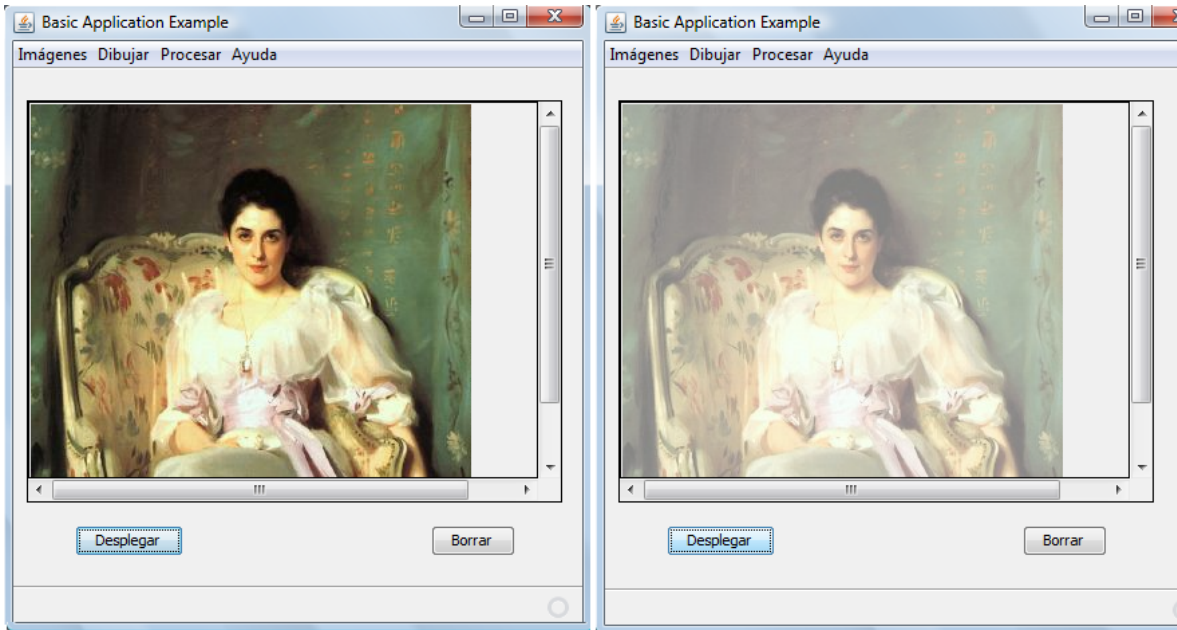 Basic Application Example
Imágenes Dibujar Procesar Ayuda
Desplegar
Borrar
Basic Application Example
Imágenes Dibujar Procesar Ayuda
Desplegar
Borrar